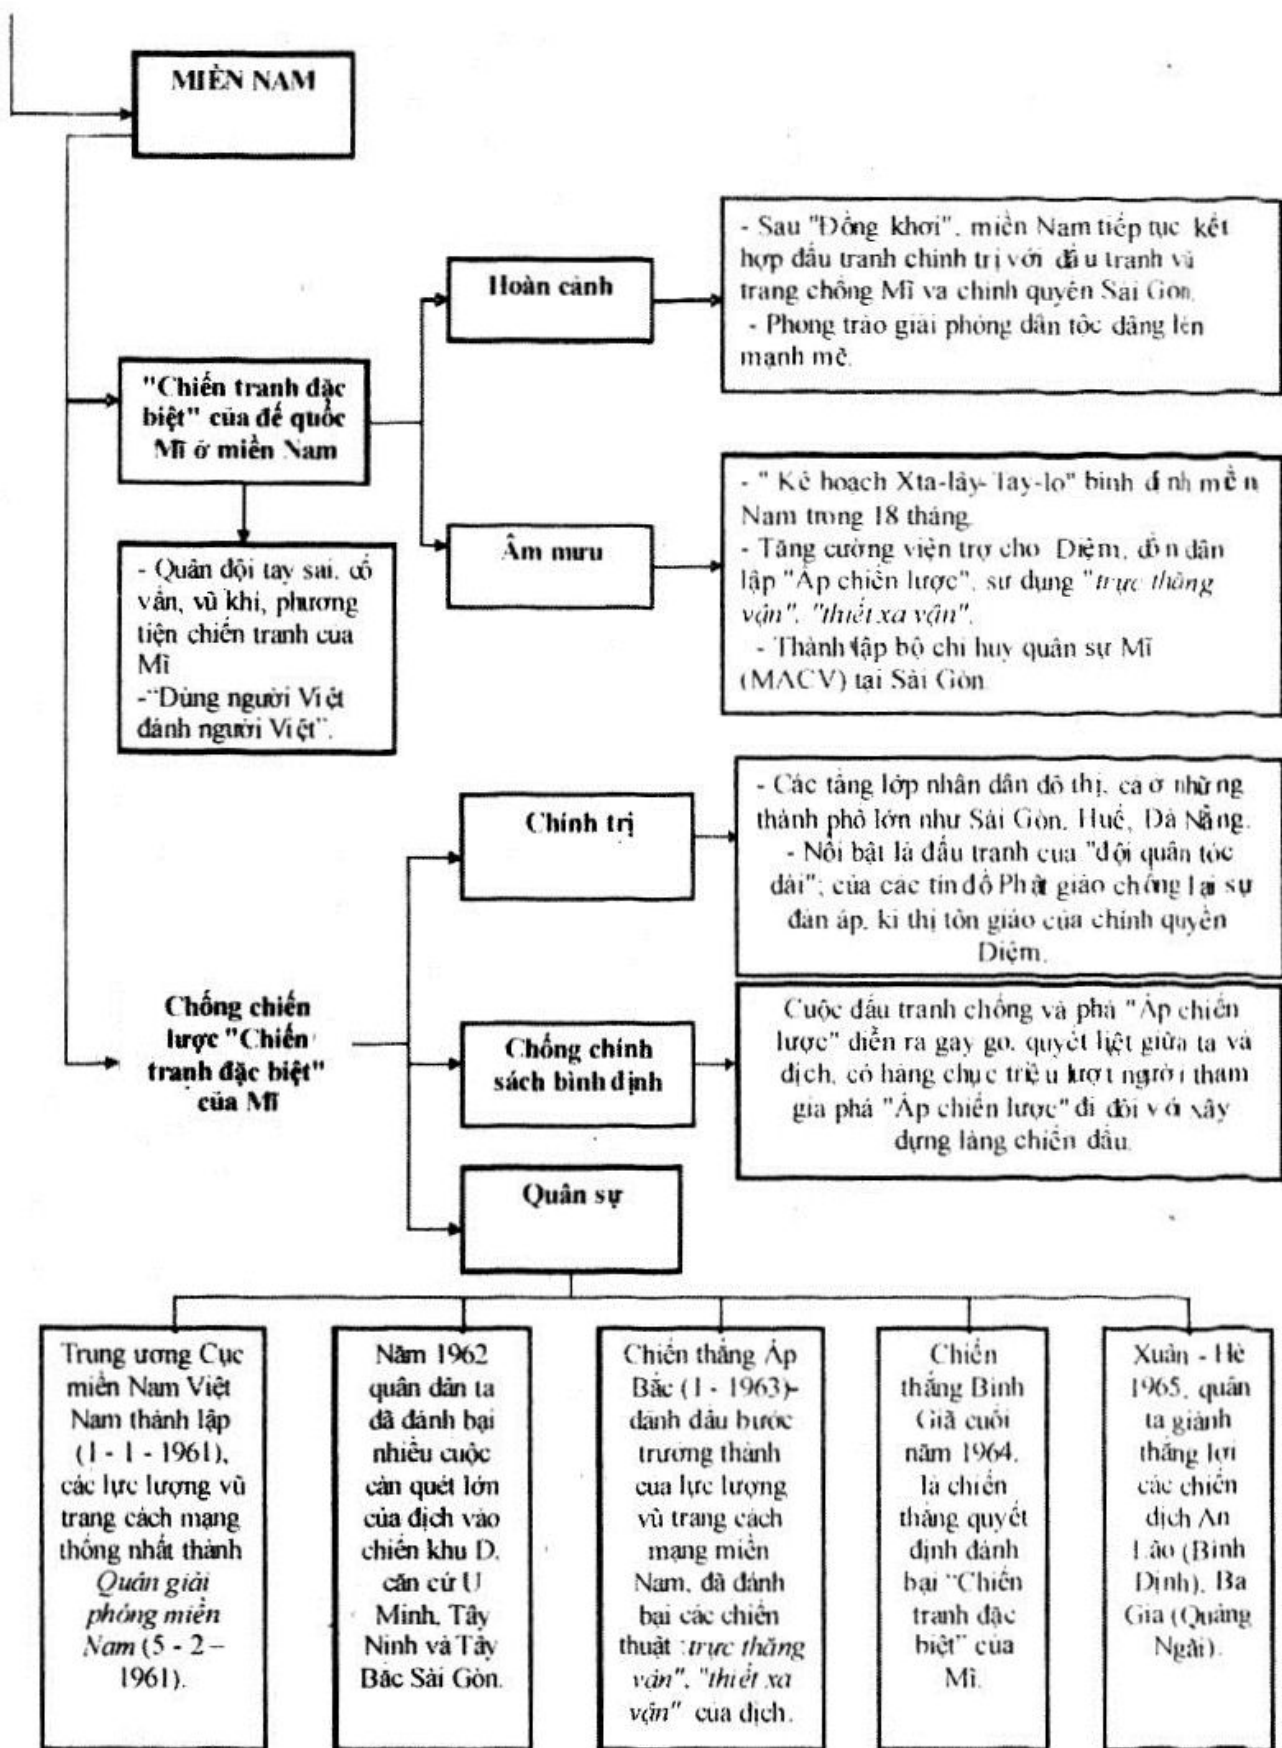 MIỀN NAM
- Sau "Đồng khởi". miền Nam tiếp tục kết
hợp đấu tranh chính trị với đấu tranh vũ
trang chống Mĩ và chính quyền Sài Gòn.
- Phong trào giải phóng dân tộc dâng lên
mạnh mẽ.
Hoàn cảnh
"Chiến tranh đặc
biệt" của đế quốc
Mĩ ở miền Nam
- " Kế hoạch Xta-lây- Tay-lo" bình định miền
Nam trong 18 tháng.
- Tăng cường viện trợ cho Diệm, dồn dân
lập "Ấp chiến lược", sử dụng "trực thăng
vận", "thiết xa vận".
- Thành lập bộ chỉ huy quân sự Mĩ
(MACV) tại Sài Gòn.
Âm mưu
- Quân đội tay sai, cố
vấn, vũ khí, phương
tiện chiến tranh của
Mĩ
-"Dùng người Việt
đánh người Việt".
Chính trị
- Các tầng lớp nhân dân đô thị, cả ở những
thành phố lớn như Sài Gòn, Huế, Đà Nẵng.
- Nổi bật là đấu tranh của "đội quân tóc
dài"; của các tín đồ Phật giáo chống lại sự
đàn áp, kì thị tôn giáo của chính quyền
Diệm.
Chống chiến
lược "Chiến
tranh đặc biệt"
của Mĩ
Chống chính
sách bình định
Cuộc đấu tranh chống và phá "Ấp chiến
lược" diễn ra gay go, quyết liệt giữa ta và
địch, có hàng chục triệu lượt người tham
gia phá "Ấp chiến lược" đi đôi với xây
dựng làng chiến đấu.
Quân sự
Trung ương Cục
miền Nam Việt
Nam thành lập
(1 - 1 - 1961),
các lực lượng vũ
trang cách mạng
thống nhất thành
Quân giải
phóng miền
Nam (5 - 2 –
1961).
Năm 1962
quân dân ta
đã đánh bại
nhiều cuộc
càn quét lớn
của địch vào
chiến khu D,
căn cứ U
Minh, Tây
Ninh và Tây
Bắc Sài Gòn.
Chiến thắng Ấp
Bắc (1 - 1963)-
đánh dấu bước
trưởng thành
của lực lượng
vũ trang cách
mạng miền
Nam, đã đánh
bại các chiến
thuật :trực thăng
vận", "thiết xa
vận" của địch.
Chiến
thắng Bình
Giã cuối
năm 1964,
là chiến
thắng quyết
định đánh
bại "Chiến
tranh đặc
biệt" của
Mĩ.
Xuân - Hè
1965, quân
ta giành
thắng lợi
các chiến
dịch An
Lão (Bình
Định), Ba
Gia (Quảng
Ngãi).